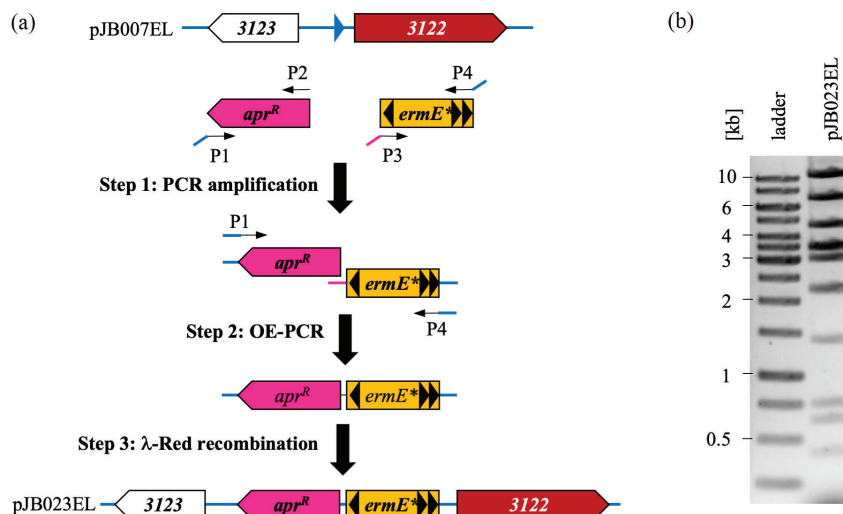 (a)
pJB007EL
3123
3122
P2
P4
aprR
ermE*
P1
P3
Step 1: PCR amplification
P1
aprR
ermE*
P4
Step 2: OE-PCR
aprR
ermE*
Step 3: λ-Red recombination
pJB023EL
3123
aprR
ermE*
3122
(b)
[kb]
ladder
pJB023EL
10
6
4
3
2
1
0.5